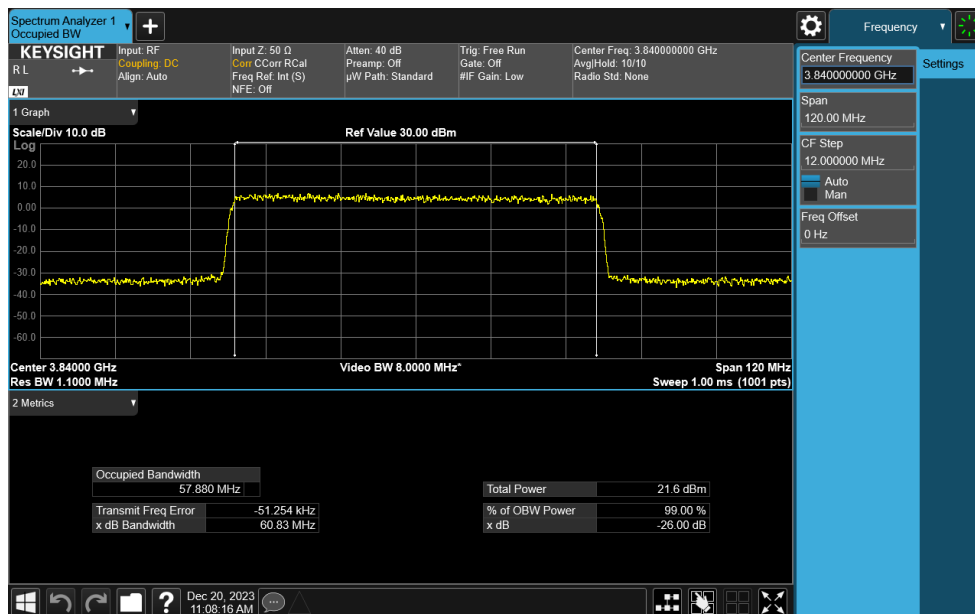 Spectrum Analyzer 1
Occupied BW
Frequency
KEYSIGHT
R L
LXI
Input: RF
Coupling: DC
Align: Auto
Input Z: 50 Ω
Corr CCorr RCal
Freq Ref: Int (S)
NFE: Off
Atten: 40 dB
Preamp: Off
µW Path: Standard
Trig: Free Run
Gate: Off
#IF Gain: Low
Center Freq: 3.840000000 GHz
Avg|Hold: 10/10
Radio Std: None
Center Frequency
3.840000000 GHz
Settings
Span
120.00 MHz
CF Step
12.000000 MHz
Auto
Man
Freq Offset
0 Hz
1 Graph
Scale/Div 10.0 dB
Ref Value 30.00 dBm
Log
20.0
10.0
0.00
-10.0
-20.0
-30.0
-40.0
-50.0
-60.0
Center 3.84000 GHz
Video BW 8.0000 MHz*
Span 120 MHz
Res BW 1.1000 MHz
Sweep 1.00 ms (1001 pts)
2 Metrics
Occupied Bandwidth
57.880 MHz
Total Power 21.6 dBm
Transmit Freq Error -51.254 kHz
% of OBW Power 99.00 %
x dB Bandwidth 60.83 MHz
x dB -26.00 dB
?
Dec 20, 2023
11:08:16 AM